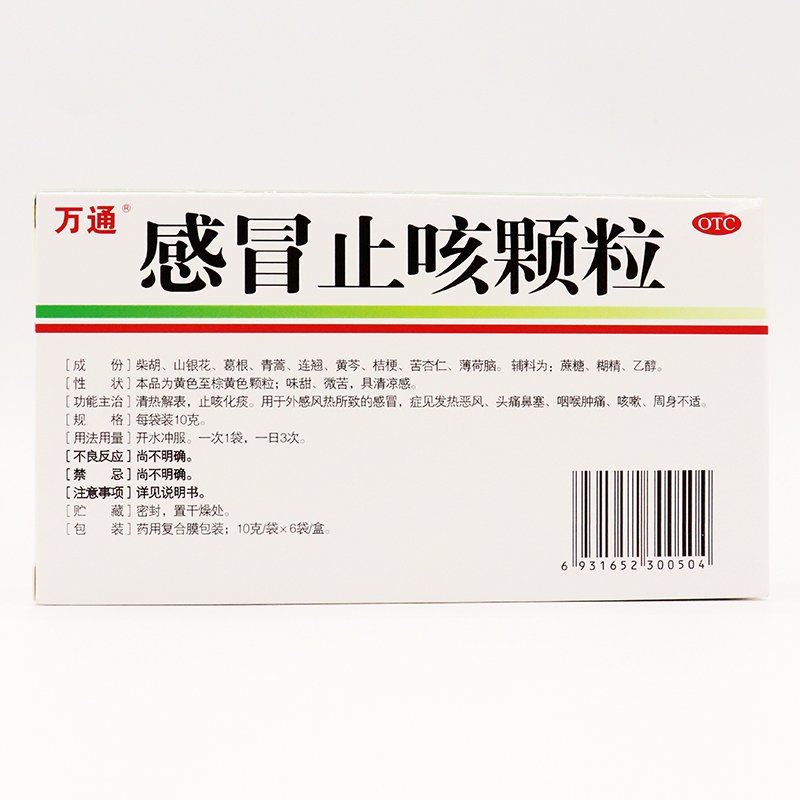 万通® 感冒止咳颗粒 OTC
[成 份] 柴胡、山银花、葛根、青蒿、连翘、黄芩、桔梗、苦杏仁、薄荷脑。 辅料为：蔗糖、糊精、乙醇。
[性 状] 本品为黄色至棕黄色颗粒；味甜、微苦，具清凉感。
[功能主治] 清热解表，止咳化痰。用于外感风热所致的感冒，症见发热恶风、头痛鼻塞、咽喉肿痛、咳嗽、周身不适。
[规 格] 每袋装10克。
[用法用量] 开水冲服。一次1袋，一日3次。
[不良反应] 尚不明确。
[禁 忌] 尚不明确。
[注意事项] 详见说明书。
[贮 藏] 密封，置干燥处。
[包 装] 药用复合膜包装；10克/袋×6袋/盒。
6 931652 300504